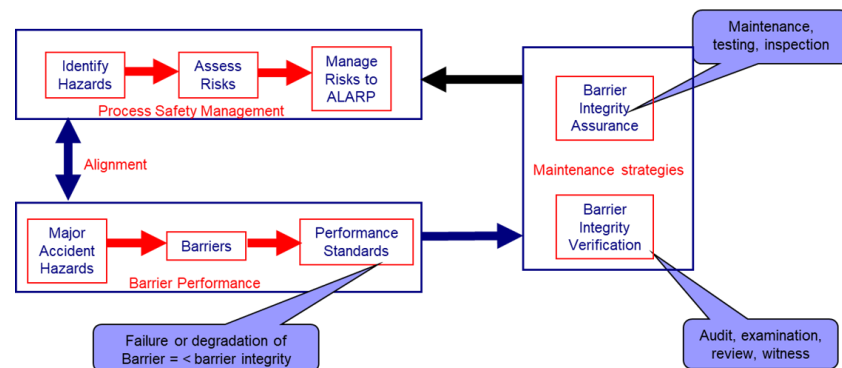 Identify
Hazards
Assess
Risks
Manage
Risks to
ALARP
Process Safety Management
Maintenance,
testing, inspection
Barrier
Integrity
Assurance
Alignment
Maintenance strategies
Major
Accident
Hazards
Barriers
Performance
Standards
Barrier Performance
Barrier
Integrity
Verification
Failure or degradation of
Barrier = < barrier integrity
Audit, examination,
review, witness